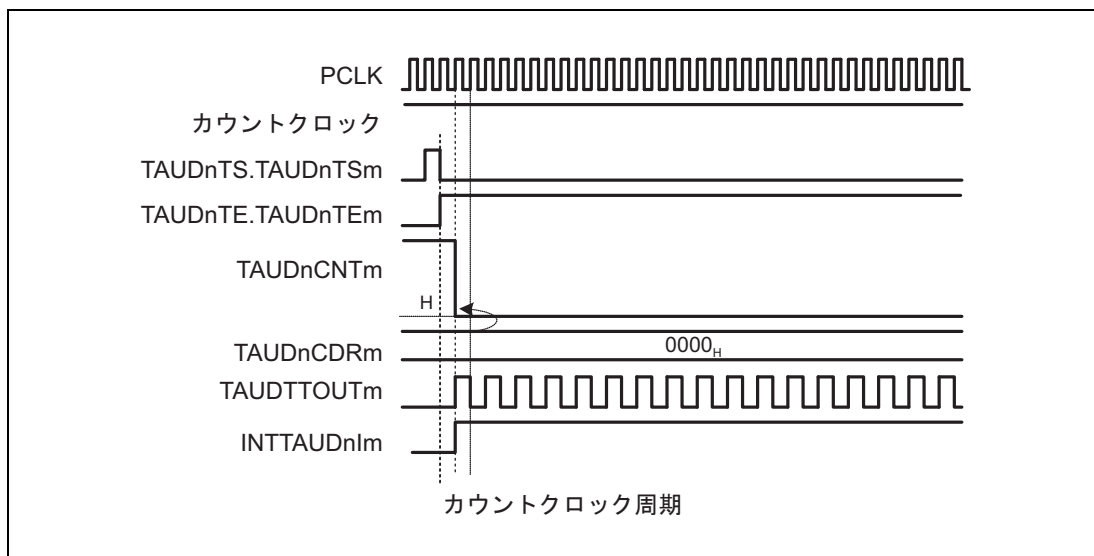 PCLK
カウントクロック
TAUDnTS.TAUDnTSm
TAUDnTE.TAUDnTEm
TAUDnCNTm
H
TAUDnCDRm
0000H
TAUDTTOUTm
INTTAUDnIm
カウントクロック周期